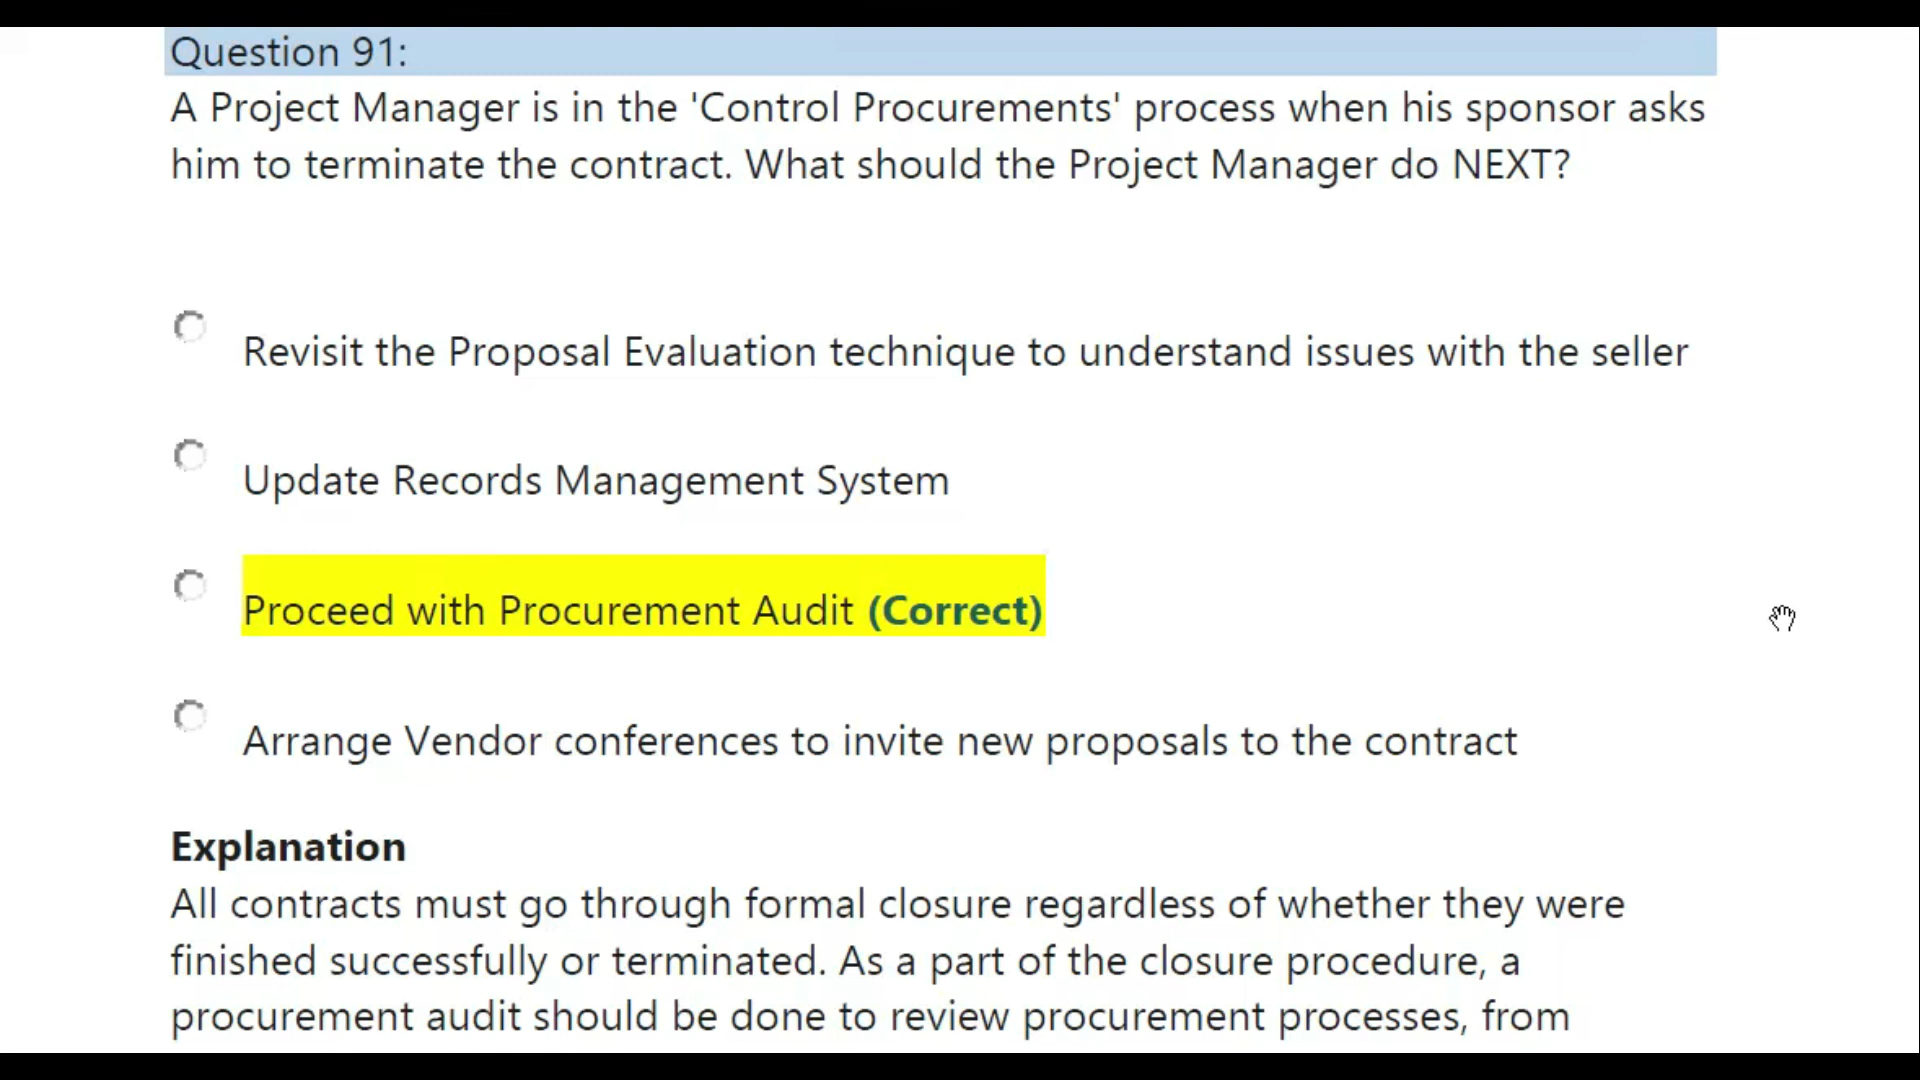 Question 91:
A Project Manager is in the 'Control Procurements' process when his sponsor asks
him to terminate the contract. What should the Project Manager do NEXT?
Revisit the Proposal Evaluation technique to understand issues with the seller
Update Records Management System
Proceed with Procurement Audit (Correct)
Arrange Vendor conferences to invite new proposals to the contract
Explanation
All contracts must go through formal closure regardless of whether they were
finished successfully or terminated. As a part of the closure procedure, a
procurement audit should be done to review procurement processes, from